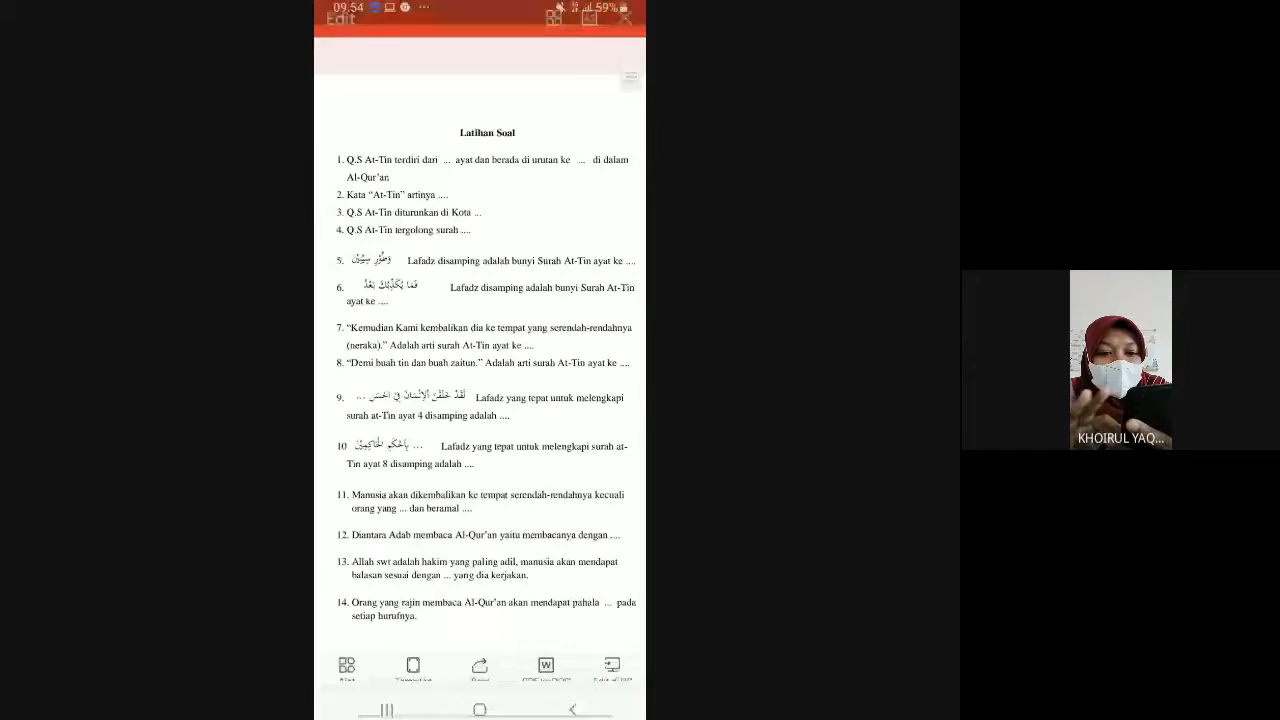 09.54
59%
Edit
Latihan Soal
1. Q.S At-Tin terdiri dari ... ayat dan berada di urutan ke ... di dalam
Al-Qur'an
2. Kata “At-Tin” artinya ....
3. Q.S At-Tin diturunkan di Kota ...
4. Q.S At-Tin tergolong surah ....
5. وَطُوْرِ سِيْنِيْنَ Lafadz disamping adalah bunyi Surah At-Tin ayat ke ....
6. فَمَا يُكَذِّبُكَ بَعْدُ Lafadz disamping adalah bunyi Surah At-Tin
ayat ke ....
7. “Kemudian Kami kembalikan dia ke tempat yang serendah-rendahnya
(neraka).” Adalah arti surah At-Tin ayat ke ....
8. “Demi buah tin dan buah zaitun.” Adalah arti surah At-Tin ayat ke ....
9. لَقَدْ خَلَقْنَ الْاِنْسَانَ فِيْ اَحْسَنِ ... Lafadz yang tepat untuk melengkapi
surah at-Tin ayat 4 disamping adalah ....
10 ... بِاَحْكَمِ الْحَاكِمِيْنَ Lafadz yang tepat untuk melengkapi surah at-
Tin ayat 8 disamping adalah ....
11. Manusia akan dikembalikan ke tempat serendah-rendahnya kecuali
orang yang ... dan beramal ....
12. Diantara Adab membaca Al-Qur'an yaitu membacanya dengan ....
13. Allah swt adalah hakim yang paling adil, manusia akan mendapat
balasan sesuai dengan ... yang dia kerjakan.
14. Orang yang rajin membaca Al-Qur'an akan mendapat pahala ... pada
setiap hurufnya.
KHOIRUL YAQ...